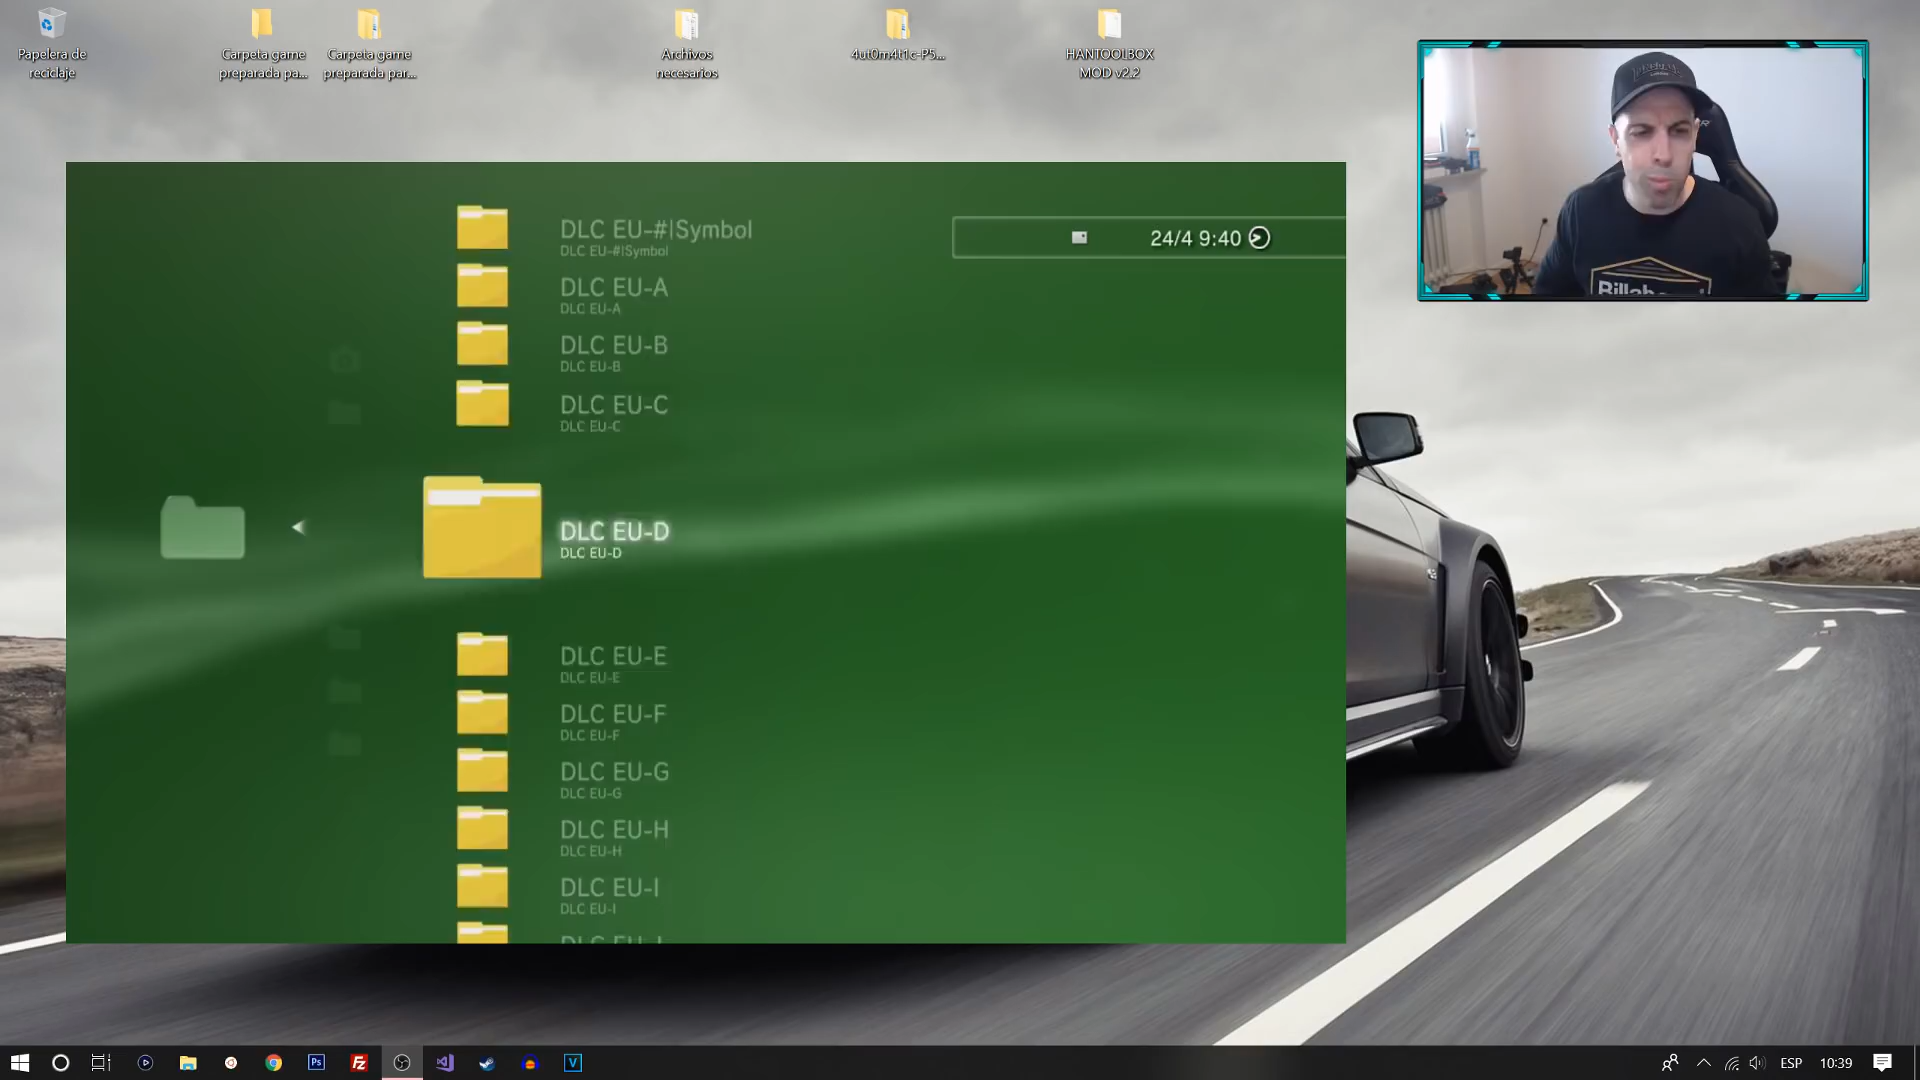 Papelera de
reciclaje
Carpeta game
preparada pa...
Carpeta game
preparada par...
Archivos
necesarios
4ut0m4t1c-P5...
HANTOOLBOX
MOD v2.2
DLC EU-#|Symbol
DLC EU-#|Symbol
24/4 9:40
DLC EU-A
DLC EU-A
DLC EU-B
DLC EU-B
DLC EU-C
DLC EU-C
DLC EU-D
DLC EU-D
DLC EU-E
DLC EU-E
DLC EU-F
DLC EU-F
DLC EU-G
DLC EU-G
DLC EU-H
DLC EU-H
DLC EU-I
DLC EU-I
Ps
Fz
V
ESP
10:39